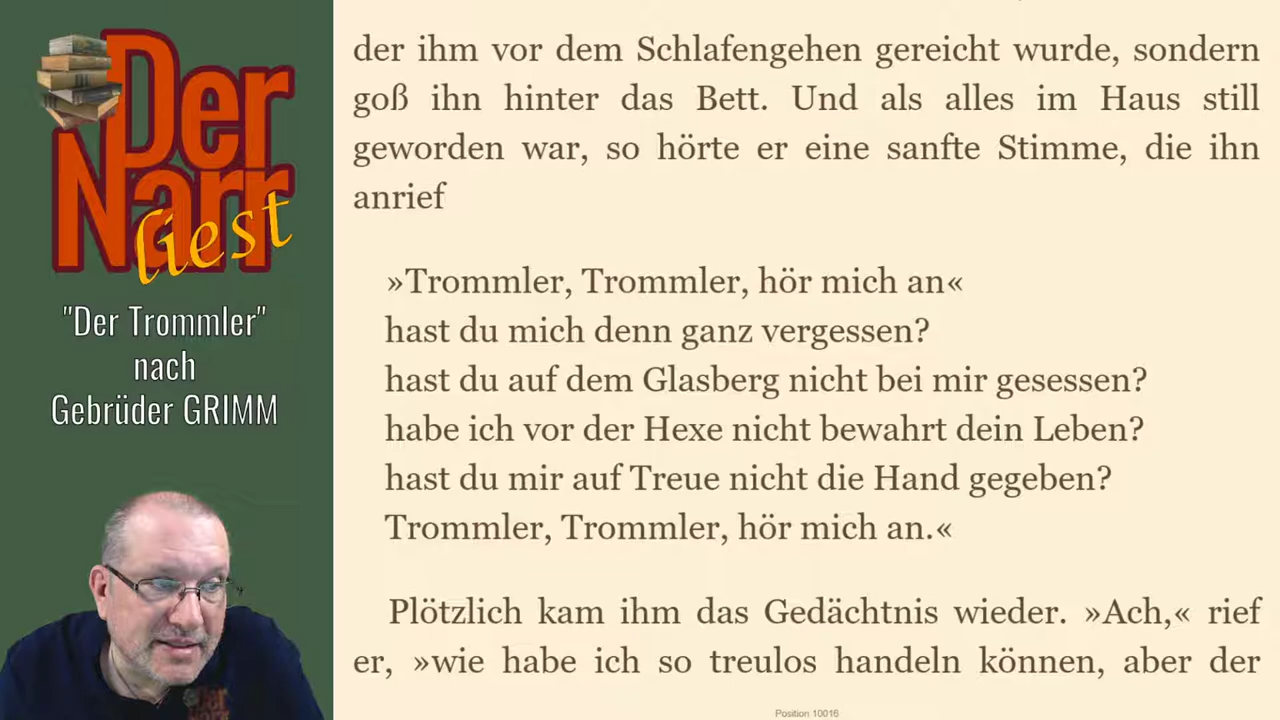 Der
Narr
liest
"Der Trommler"
nach
Gebrüder GRIMM
der ihm vor dem Schlafengehen gereicht wurde, sondern
goß ihn hinter das Bett. Und als alles im Haus still
geworden war, so hörte er eine sanfte Stimme, die ihn
anrief
»Trommler, Trommler, hör mich an«
hast du mich denn ganz vergessen?
hast du auf dem Glasberg nicht bei mir gesessen?
habe ich vor der Hexe nicht bewahrt dein Leben?
hast du mir auf Treue nicht die Hand gegeben?
Trommler, Trommler, hör mich an.«
Plötzlich kam ihm das Gedächtnis wieder. »Ach,« rief
er, »wie habe ich so treulos handeln können, aber der
Position 10016